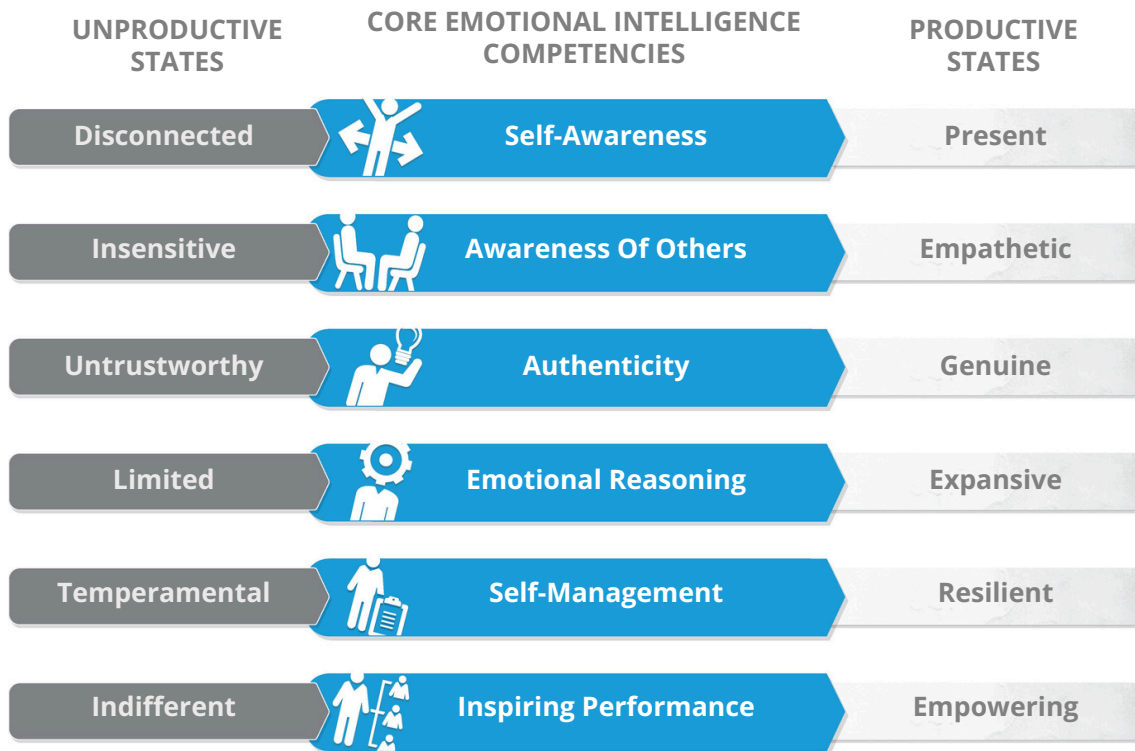 UNPRODUCTIVE
STATES
CORE EMOTIONAL INTELLIGENCE
COMPETENCIES
PRODUCTIVE
STATES
Disconnected
Self-Awareness
Present
Insensitive
Awareness Of Others
Empathetic
Untrustworthy
Authenticity
Genuine
Limited
Emotional Reasoning
Expansive
Temperamental
Self-Management
Resilient
Indifferent
Inspiring Performance
Empowering